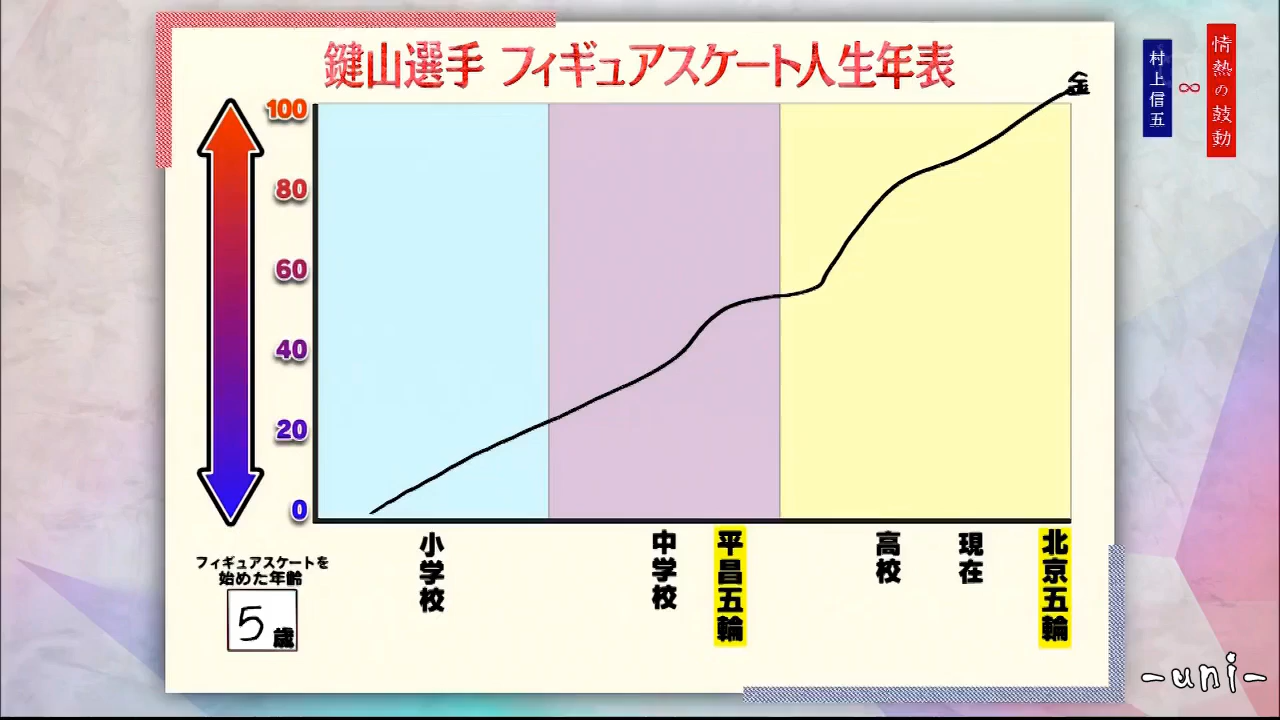 鍵山選手 フィギュアスケート人生年表
情熱の鼓動
∞
村上信五
金
100
80
60
40
20
0
小学校
中学校
平昌五輪
高校
現在
北京五輪
フィギュアスケートを
始めた年齢
5歳
-uni-